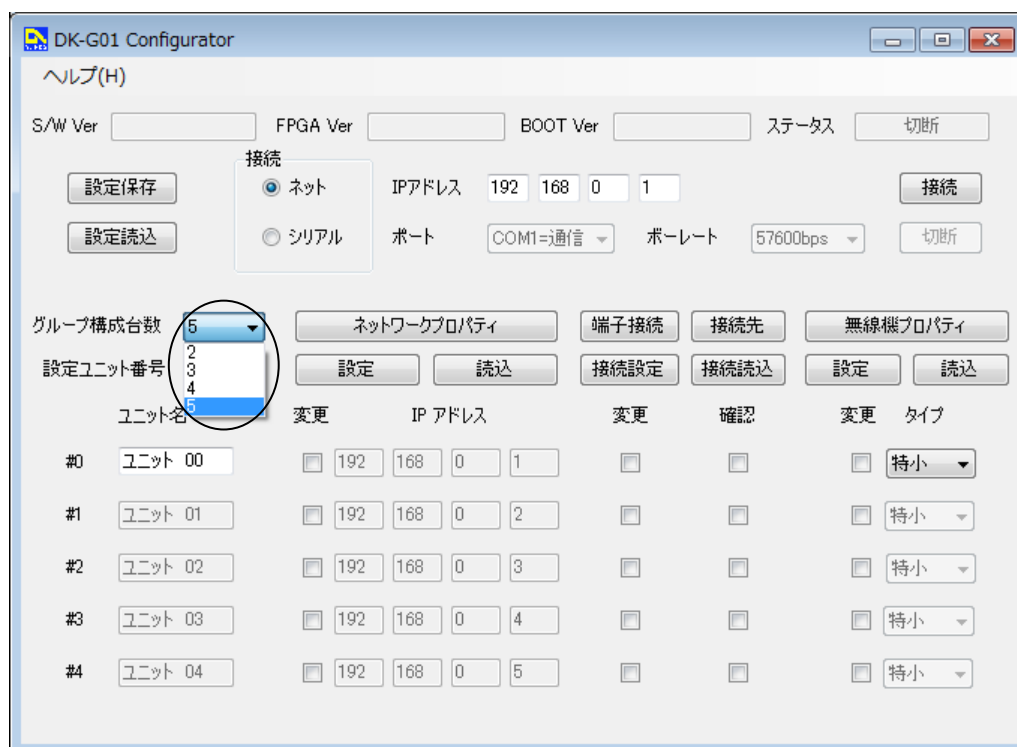 DK-G01 Configurator
ヘルプ(H)
S/W Ver FPGA Ver BOOT Ver ステータス 切断
接続
設定保存 ネット IPアドレス 192 168 0 1 接続
設定読込 シリアル ポート COM1=通信 ボーレート 57600bps 切断
グループ構成台数 5 ネットワークプロパティ 端子接続 接続先 無線機プロパティ
2
設定ユニット番号 3 設定 読込 接続設定 接続読込 設定 読込
4
5
ユニット名 変更 IP アドレス 変更 確認 変更 タイプ
#0 ユニット 00 192 168 0 1 特小
#1 ユニット 01 192 168 0 2 特小
#2 ユニット 02 192 168 0 3 特小
#3 ユニット 03 192 168 0 4 特小
#4 ユニット 04 192 168 0 5 特小